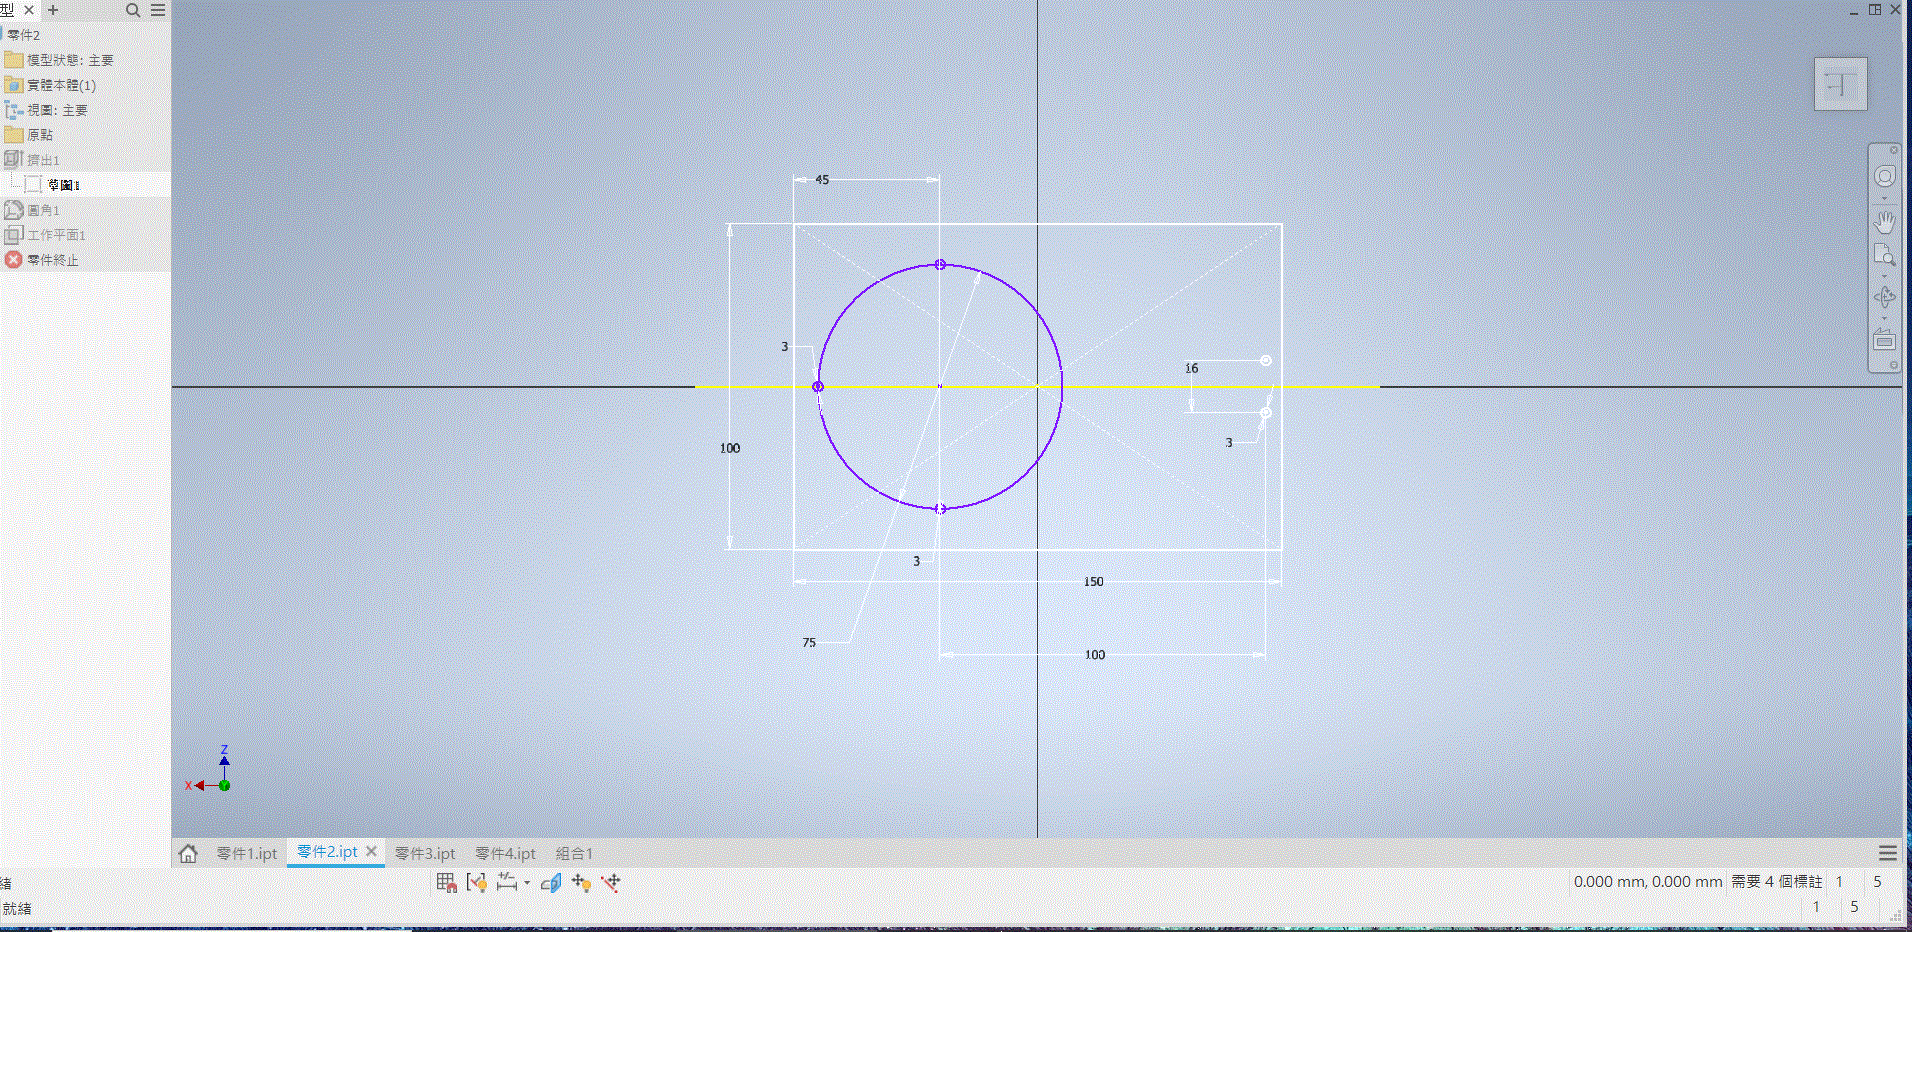 型
零件2
模型狀態: 主要
實體本體(1)
視圖: 主要
原點
擠出1
草圖1
圓角1
工作平面1
零件終止
45
3
16
3
100
3
150
75
100
Z
X
零件1.ipt
零件2.ipt
零件3.ipt
零件4.ipt
組合1
緒
0.000 mm, 0.000 mm
需要 4 個標註
1
5
就緒
1
5